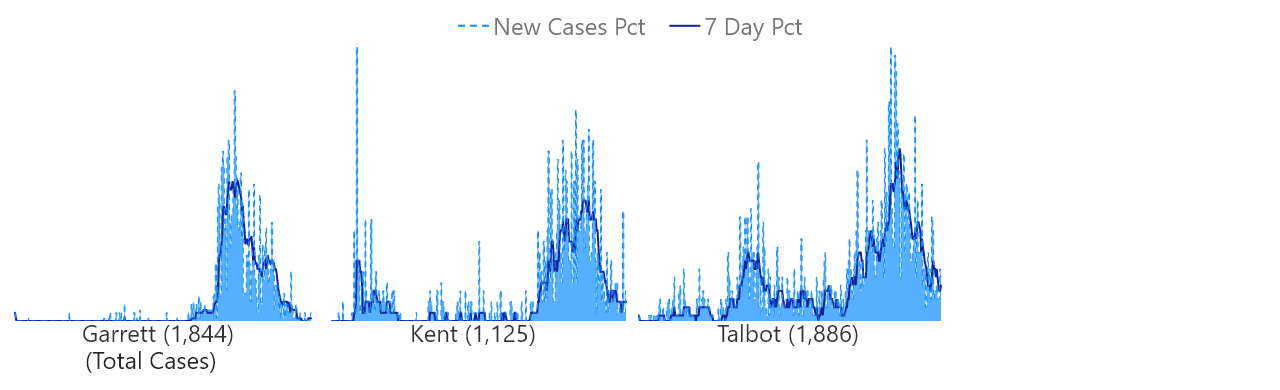 New Cases Pct 7 Day Pct
Garrett (1,844) Kent (1,125) Talbot (1,886)
(Total Cases)